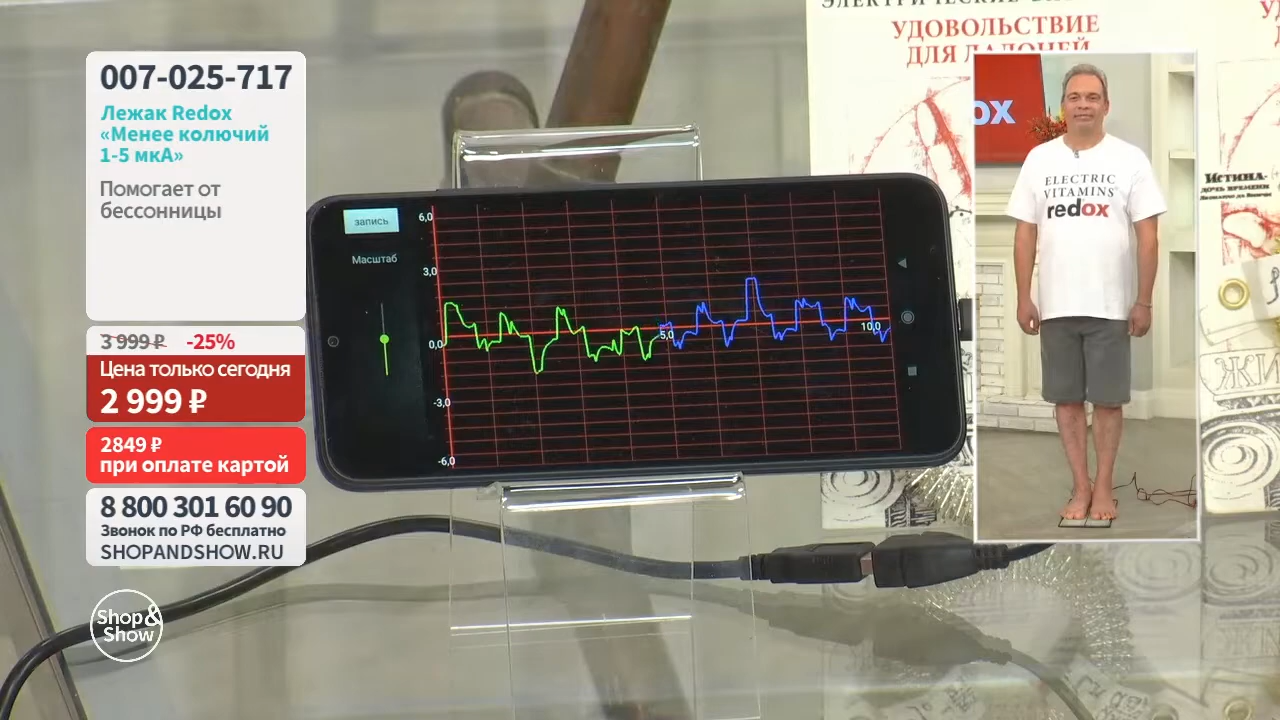 007-025-717
Лежак Redox
«Менее колючий
1-5 мкА»
Помогает от
бессонницы
3 999 ₽ -25%
Цена только сегодня
2 999 ₽
2849 ₽
при оплате картой
8 800 301 60 90
Звонок по РФ бесплатно
SHOPANDSHOW.RU
Shop&
Show
запись
Масштаб
6,0
3,0
0,0
-3,0
-6,0
5,0
10,0
УДОВОЛЬСТВИЕ
ДЛЯ ЛАДОНЕЙ
ox
ELECTRIC
VITAMINS
redox
Истина-
дочь времени
ЖИ